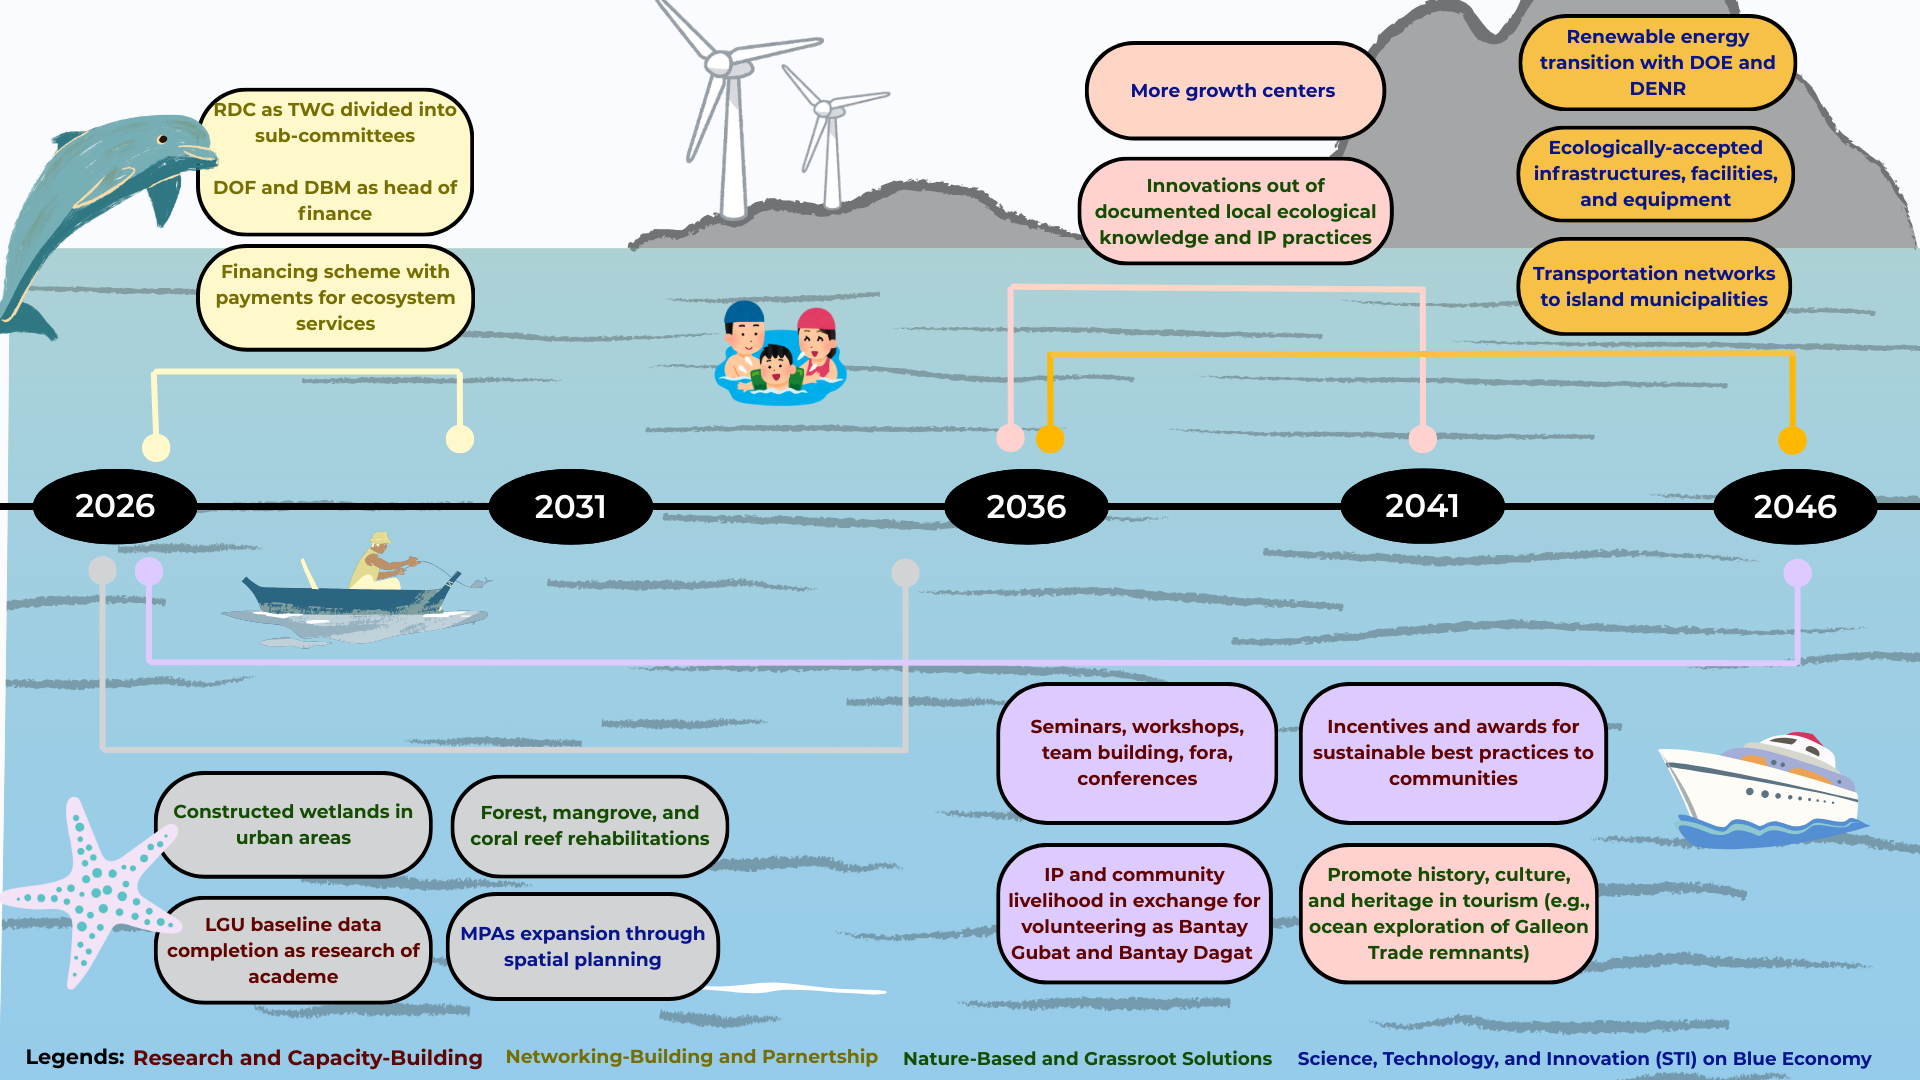 RDC as TWG divided into
sub-committees
DOF and DBM as head of
finance
Financing scheme with
payments for ecosystem
services
More growth centers
Innovations out of
documented local ecological
knowledge and IP practices
Renewable energy
transition with DOE and
DENR
Ecologically-accepted
infrastructures, facilities,
and equipment
Transportation networks
to island municipalities
2026
2031
2036
2041
2046
Constructed wetlands in
urban areas
Forest, mangrove, and
coral reef rehabilitations
LGU baseline data
completion as research of
academe
MPAs expansion through
spatial planning
Seminars, workshops,
team building, fora,
conferences
Incentives and awards for
sustainable best practices to
communities
IP and community
livelihood in exchange for
volunteering as Bantay
Gubat and Bantay Dagat
Promote history, culture,
and heritage in tourism (e.g.,
ocean exploration of Galleon
Trade remnants)
Legends: Research and Capacity-Building Networking-Building and Parnertship Nature-Based and Grassroot Solutions Science, Technology, and Innovation (STI) on Blue Economy